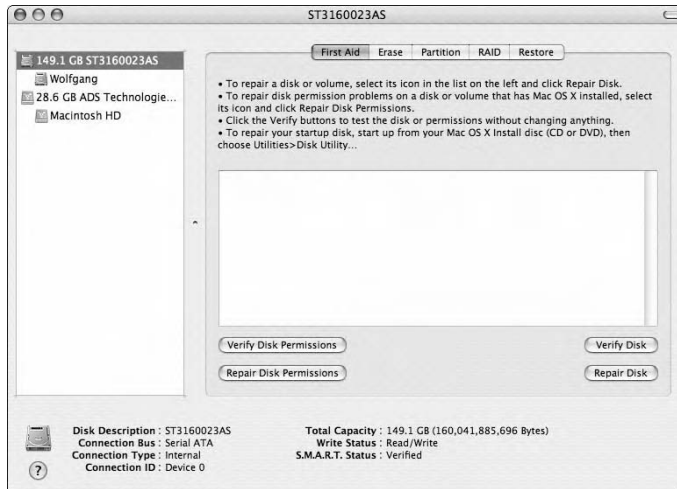 ST3160023AS
149.1 GB ST3160023AS
Wolfgang
28.6 GB ADS Technologie...
Macintosh HD
First Aid
Erase
Partition
RAID
Restore
• To repair a disk or volume, select its icon in the list on the left and click Repair Disk.
• To repair disk permission problems on a disk or volume that has Mac OS X installed, select
its icon and click Repair Disk Permissions.
• Click the Verify buttons to test the disk or permissions without changing anything.
• To repair your startup disk, start up from your Mac OS X Install disc (CD or DVD), then
choose Utilities>Disk Utility...
Verify Disk Permissions
Verify Disk
Repair Disk Permissions
Repair Disk
Disk Description : ST3160023AS
Connection Bus : Serial ATA
Connection Type : Internal
Connection ID : Device 0
Total Capacity : 149.1 GB (160,041,885,696 Bytes)
Write Status : Read/Write
S.M.A.R.T. Status : Verified
?